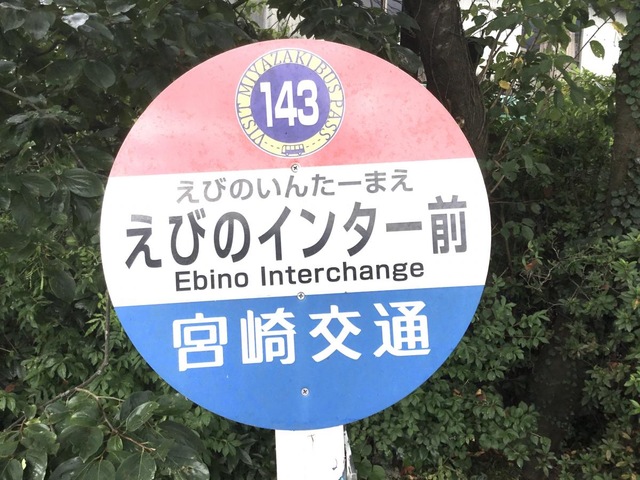 VISIT MIYAZAKI BUS PASS
143
えびのいんたーまえ
えびのインター前
Ebino Interchange
宮崎交通